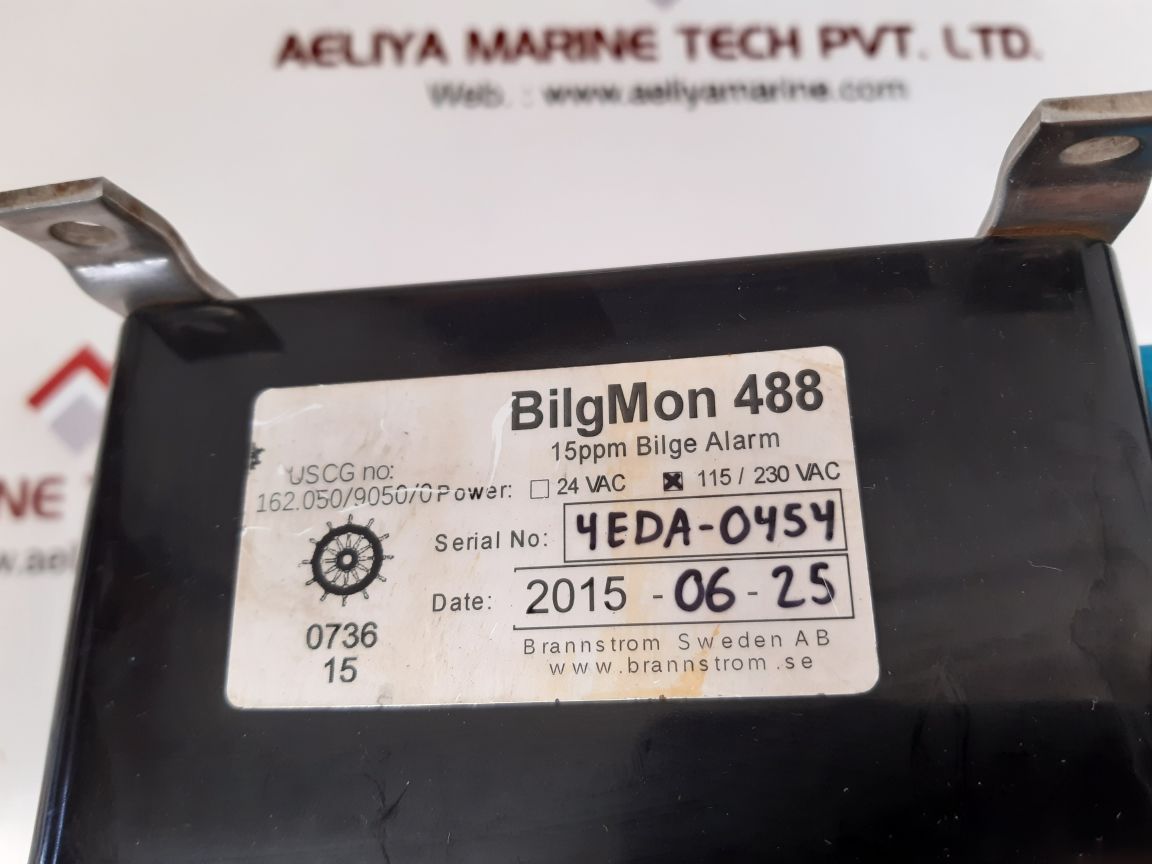 AELIYA MARINE TECH PVT. LTD.
Web. : www.aeliyamarine.com
BilgMon 488
15ppm Bilge Alarm
USCG no:
162.050/9050/0
Power: 24 VAC 115 / 230 VAC
Serial No: 4EDA-0454
Date: 2015 - 06 - 25
0736
15
Brannstrom Sweden AB
www.brannstrom.se